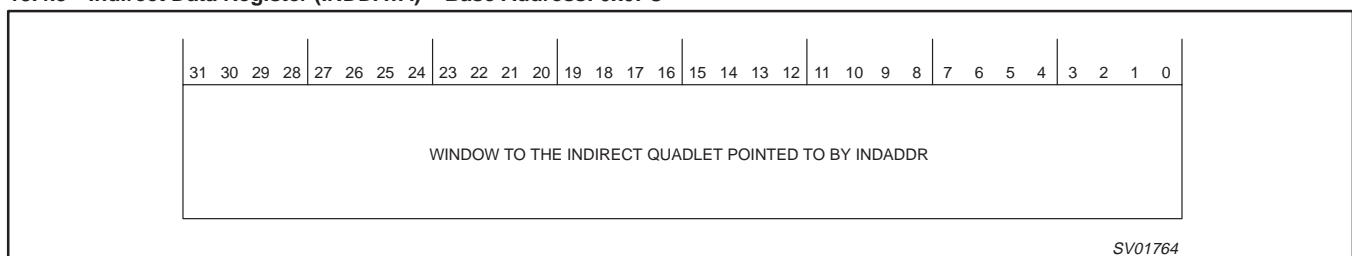 31 30 29 28 27 26 25 24 23 22 21 20 19 18 17 16 15 14 13 12 11 10 9 8 7 6 5 4 3 2 1 0
WINDOW TO THE INDIRECT QUADLET POINTED TO BY INDADDR
SV01764